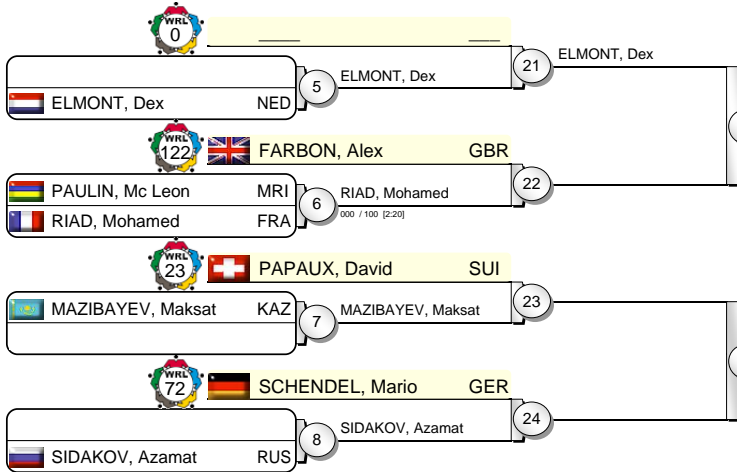 WRL
0
____ ___
5
ELMONT, Dex
21
ELMONT, Dex
ELMONT, Dex NED
WRL
122
FARBON, Alex GBR
PAULIN, Mc Leon MRI
6
RIAD, Mohamed
22
RIAD, Mohamed FRA
000 / 100 [2:20]
WRL
23
PAPAUX, David SUI
MAZIBAYEV, Maksat KAZ
7
MAZIBAYEV, Maksat
23
WRL
72
SCHENDEL, Mario GER
8
SIDAKOV, Azamat
24
SIDAKOV, Azamat RUS